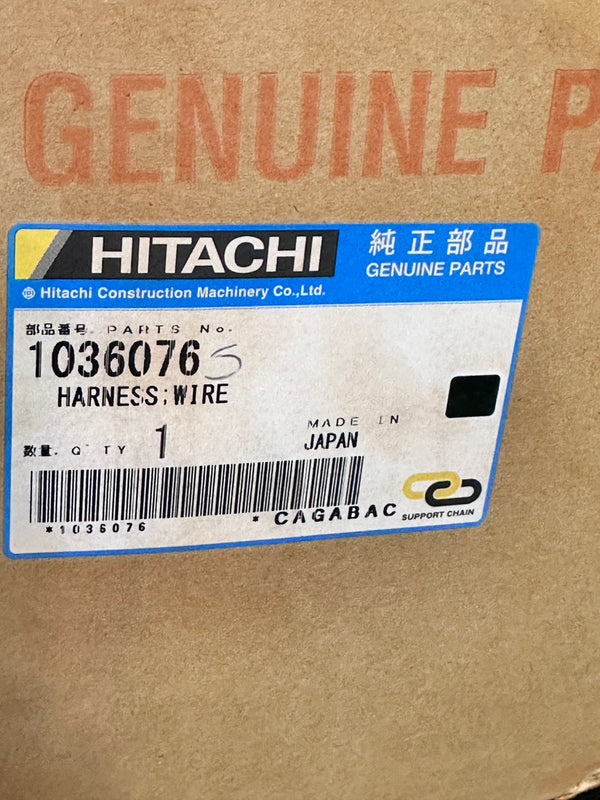 GENUINE PA
HITACHI
純正部品
GENUINE PARTS
Hitachi Construction Machinery Co.,Ltd.
部品番号. PARTS No.
1036076 S
HARNESS;WIRE
数量. Q'TY 1
MADE IN
JAPAN
*1036076 *
CAGABAC
SUPPORT CHAIN